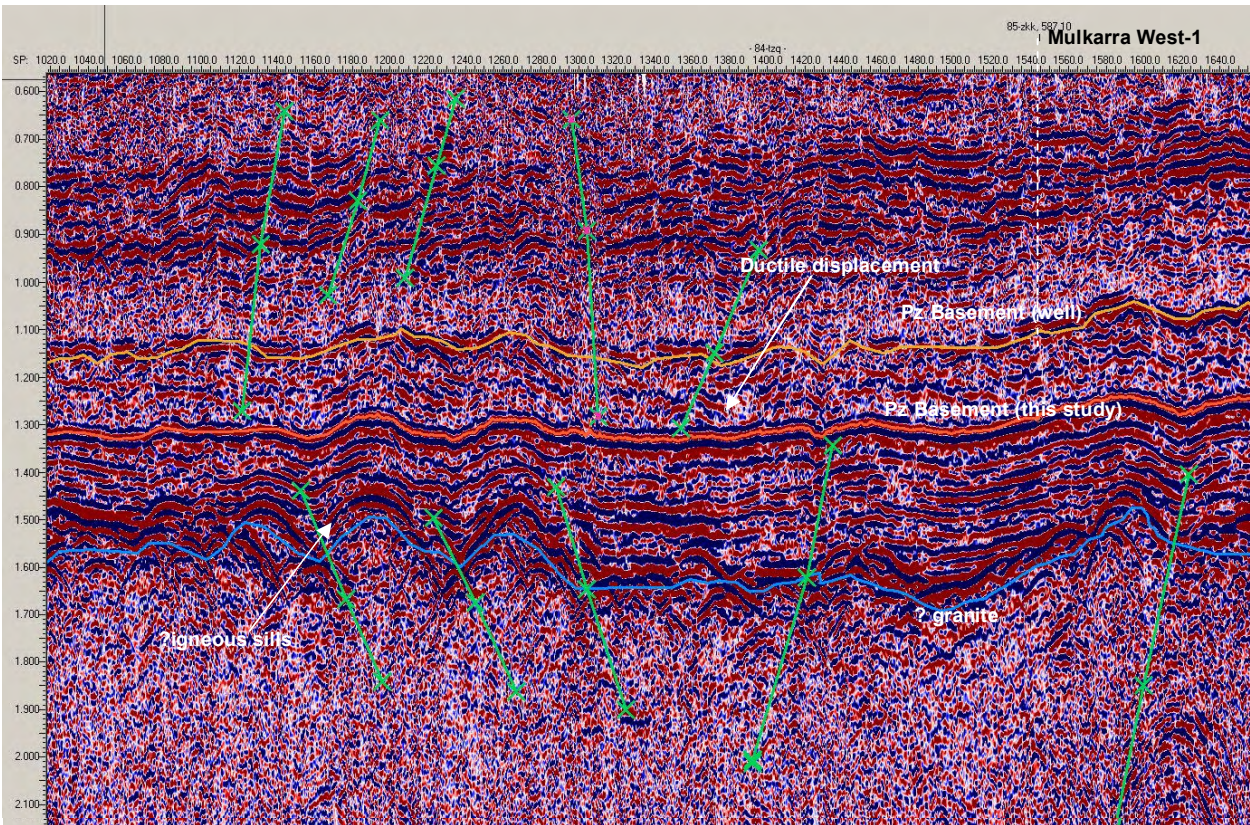 85-zkk, 587.10
Mulkarra West-1
- 84-tzq -
SP: 1020.0 1040.0 1060.0 1080.0 1100.0 1120.0 1140.0 1160.0 1180.0 1200.0 1220.0 1240.0 1260.0 1280.0 1300.0 1320.0 1340.0 1360.0 1380.0 1400.0 1420.0 1440.0 1460.0 1480.0 1500.0 1520.0 1540.0 1560.0 1580.0 1600.0 1620.0 1640.0
0.600
0.700
0.800
0.900
Ductile displacement
1.000
Pz Basement (well)
1.100
1.200
Pz Basement (this study)
1.300
1.400
1.500
1.600
? granite
?igneous sills
1.700
1.800
1.900
2.000
2.100